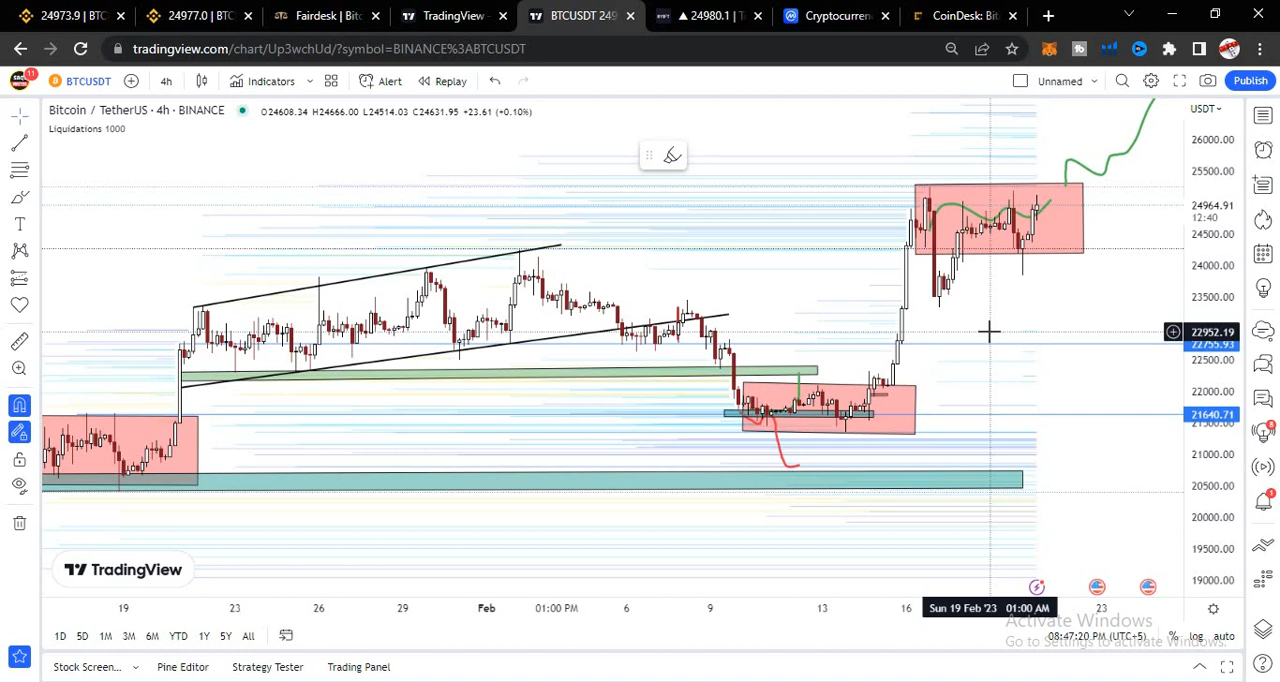 24973.9 | BTC
24977.0 | BTC
Fairdesk | Bitc
TradingView -
BTCUSDT 249
▲ 24980.1 | T
Cryptocurren
CoinDesk: Bit
tradingview.com/chart/Up3wchUd/?symbol=BINANCE%3ABTCUSDT
11
BTCUSDT
4h
Indicators
Alert
Replay
Unnamed
Publish
Bitcoin / TetherUS · 4h · BINANCE
O24608.34 H24666.00 L24514.03 C24631.95 +23.61 (+0.10%)
Liquidations 1000
USDT
26000.00
25500.00
24964.91
12:40
24500.00
24000.00
23500.00
22952.19
22755.93
22500.00
22000.00
21640.71
21500.00
21000.00
20500.00
20000.00
19500.00
19000.00
TradingView
19
23
26
29
Feb
01:00 PM
6
9
13
16
Sun 19 Feb '23 01:00 AM
23
1D
5D
1M
3M
6M
YTD
1Y
5Y
All
08:47:20 PM (UTC+5)
%
log
auto
Activate Windows
Go to Settings to activate Windows.
Stock Screen...
Pine Editor
Strategy Tester
Trading Panel